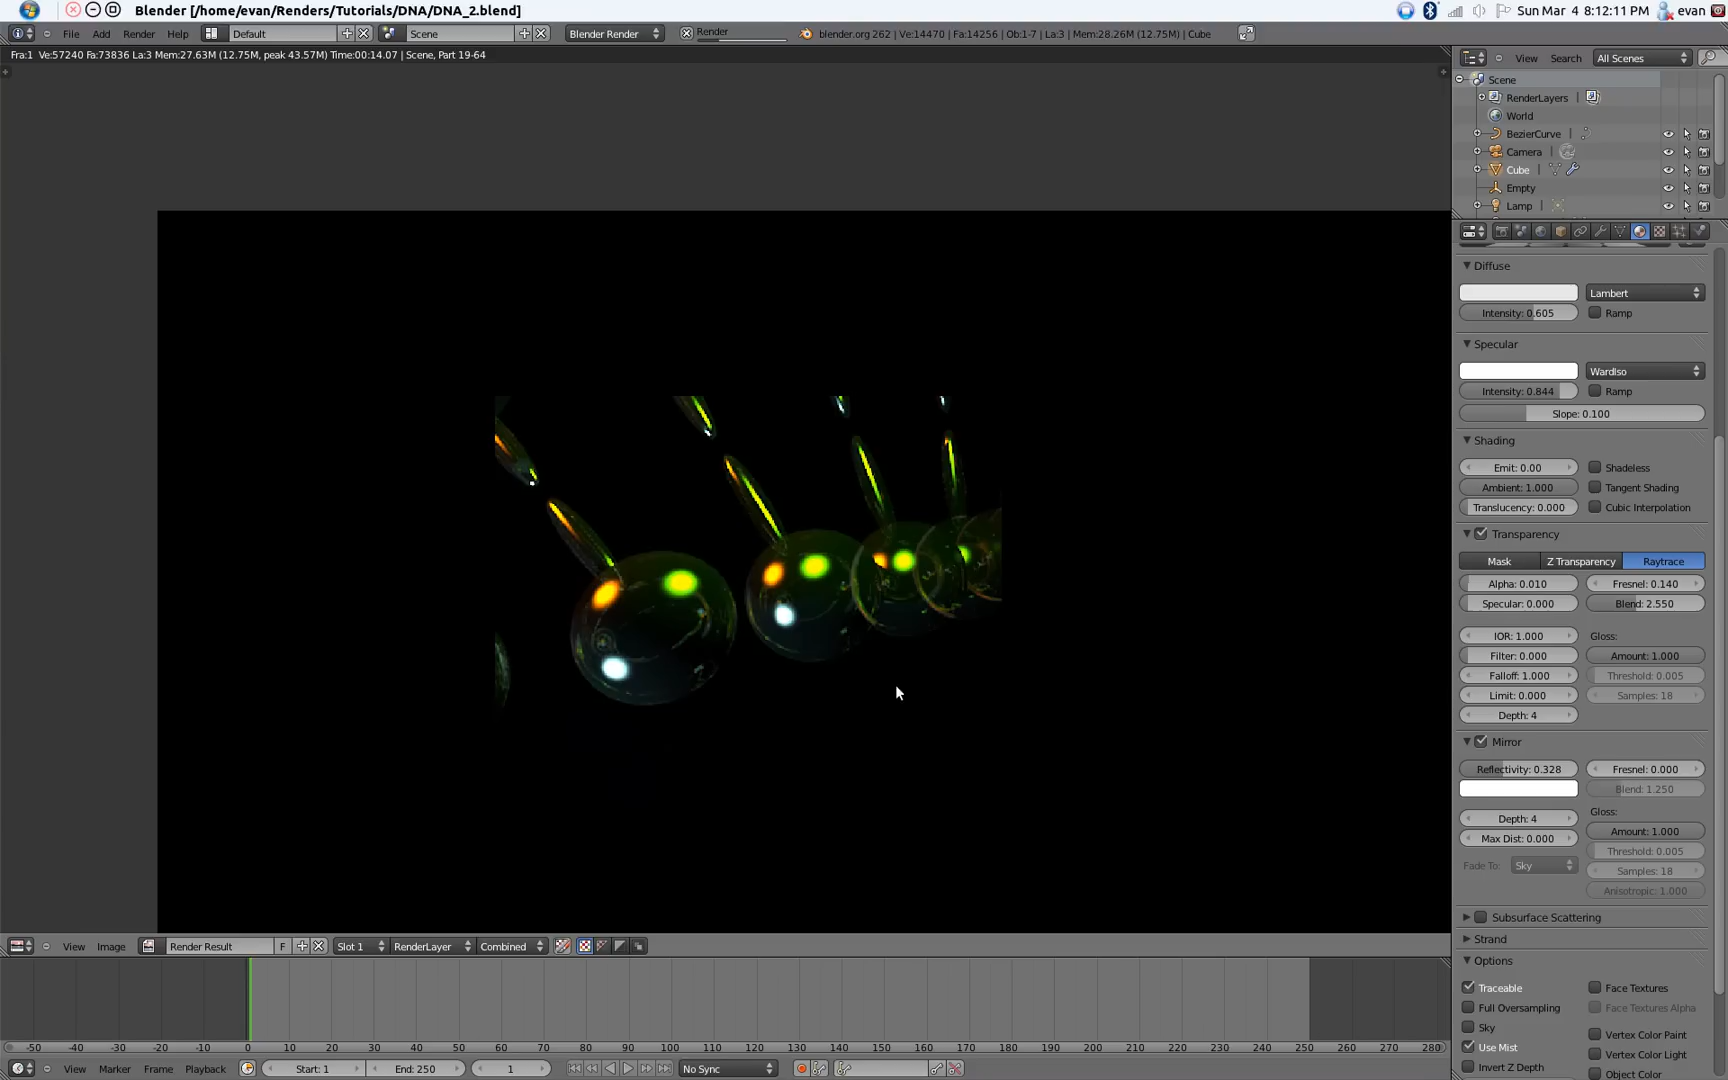 Blender [/home/evan/Renders/Tutorials/DNA/DNA_2.blend]
Sun Mar 4 8:12:11 PM evan
File Add Render Help Default Scene Blender Render Render blender.org 262 | Ve:14470 | Fa:14256 | Ob:1-7 | La:3 | Mem:28.26M (12.75M) | Cube
Fra:1 Ve:57240 Fa:73836 La:3 Mem:27.63M (12.75M, peak 43.57M) Time:00:14.07 | Scene, Part 19-64
View Search All Scenes
Scene
RenderLayers |
World
BezierCurve |
Camera |
Cube |
Empty
Lamp |
Diffuse
Lambert
Intensity: 0.605 Ramp
Specular
WardIso
Intensity: 0.844 Ramp
Slope: 0.100
Shading
Emit: 0.00 Shadeless
Ambient: 1.000 Tangent Shading
Translucency: 0.000 Cubic Interpolation
Transparency
Mask Z Transparency Raytrace
Alpha: 0.010 Fresnel: 0.140
Specular: 0.000 Blend: 2.550
IOR: 1.000 Gloss:
Filter: 0.000 Amount: 1.000
Falloff: 1.000 Threshold: 0.005
Limit: 0.000 Samples: 18
Depth: 4
Mirror
Reflectivity: 0.328 Fresnel: 0.000
Blend: 1.250
Gloss:
Depth: 4 Amount: 1.000
Max Dist: 0.000 Threshold: 0.005
Fade To: Sky Samples: 18
Anisotropic: 1.000
Subsurface Scattering
Strand
Options
Traceable Face Textures
Full Oversampling Face Textures Alpha
Sky Vertex Color Paint
Use Mist Vertex Color Light
Invert Z Depth Object Color
View Image Render Result F Slot 1 RenderLayer Combined
-50 -40 -30 -20 -10 0 10 20 30 40 50 60 70 80 90 100 110 120 130 140 150 160 170 180 190 200 210 220 230 240 250 260 270 280
View Marker Frame Playback Start: 1 End: 250 1 No Sync